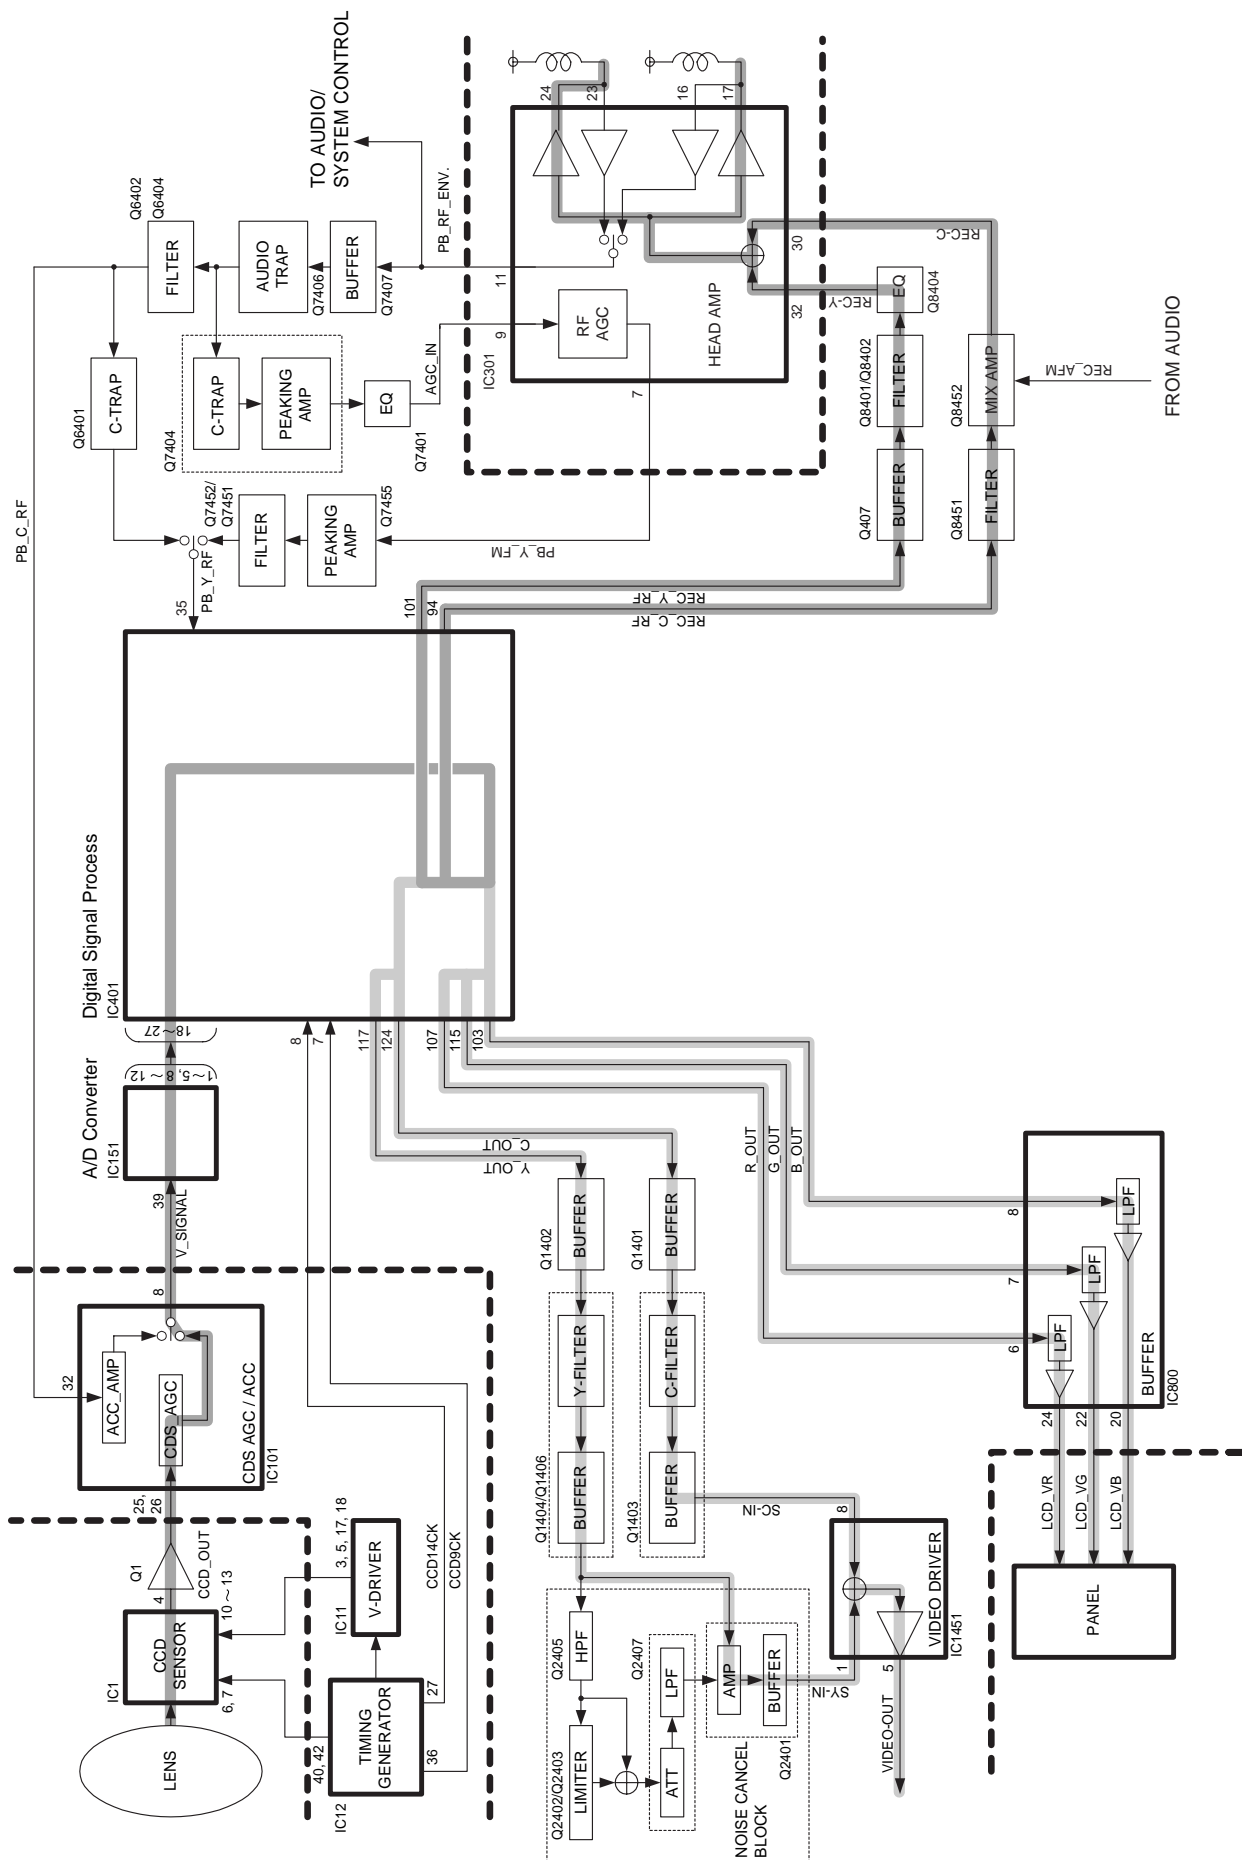 LENS
IC1
CCD
SENSOR
6, 7
4
Q1
CCD_OUT
10～13
40, 42
TIMING
GENERATOR
IC12
36
27
V-DRIVER
IC11
3, 5, 17, 18
CCD14CK
CCD9CK
25,
26
32
ACC_AMP
CDS AGC
CDS AGC / ACC
IC101
8
V_SIGNAL
39
A/D Converter
IC151
1～5, 8～12
18～27
Digital Signal Process
IC401
8
7
117
124
107
115
103
35
101
94
PB_C_RF
PB_Y_RF
Q6401
C-TRAP
Q7404
C-TRAP
PEAKING
AMP
EQ
Q7401
AGC_IN
Q7452/
Q7451
FILTER
PEAKING
AMP
Q7455
PB_Y_FM
Q6402
Q6404
FILTER
AUDIO
TRAP
Q7406
BUFFER
Q7407
PB_RF_ENV.
TO AUDIO/
SYSTEM CONTROL
IC301
9
11
7
RF
AGC
HEAD AMP
24
23
16
17
32
30
REC-Y
REC-C
REC_Y_RF
REC_C_RF
Q407
BUFFER
Q8401/Q8402
FILTER
EQ
Q8404
Q8451
FILTER
Q8452
MIX AMP
REC_AFM
FROM AUDIO
C_OUT
Y_OUT
Q1402
BUFFER
Q1401
BUFFER
Y-FILTER
C-FILTER
Q1404/Q1406
BUFFER
Q1403
BUFFER
SC-IN
R_OUT
G_OUT
B_OUT
6
7
8
LPF
LPF
LPF
BUFFER
IC800
24
22
20
LCD_VR
LCD_VG
LCD_VB
PANEL
Q2405
HPF
Q2402/Q2403
LIMITER
Q2407
ATT
LPF
AMP
BUFFER
Q2401
NOISE CANCEL
BLOCK
SY-IN
1
8
5
VIDEO DRIVER
IC1451
VIDEO-OUT